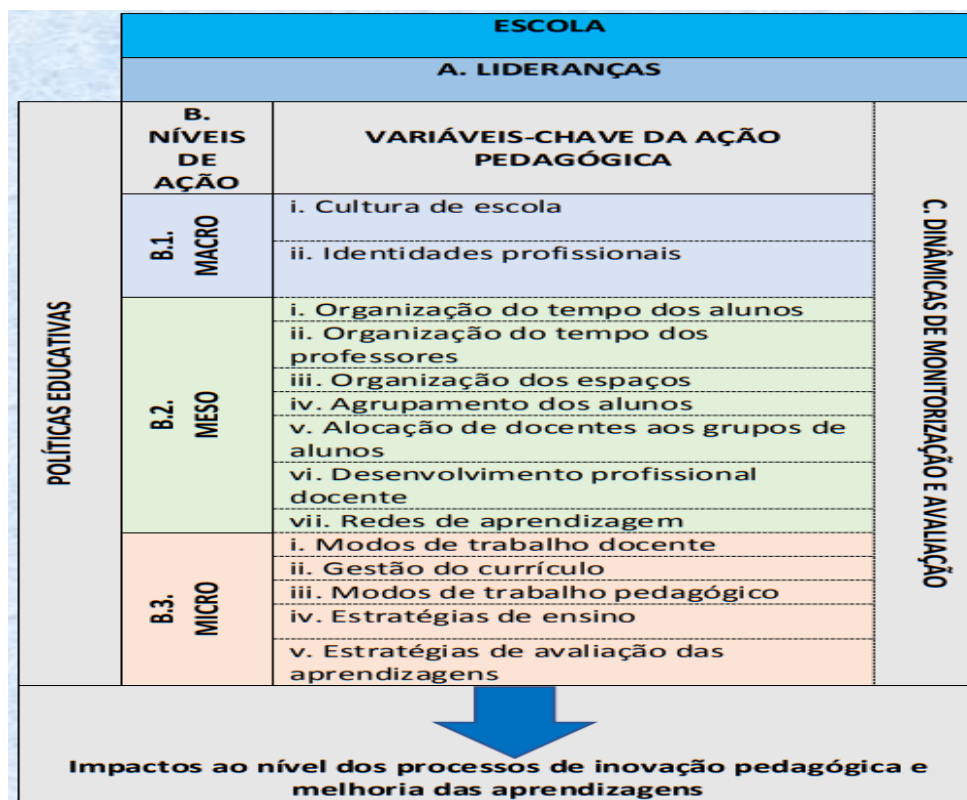 ESCOLA
A. LIDERANÇAS
POLÍTICAS EDUCATIVAS
B.
NÍVEIS
DE
AÇÃO
VARIÁVEIS-CHAVE DA AÇÃO
PEDAGÓGICA
B.1.
MACRO
i. Cultura de escola
ii. Identidades profissionais
B.2.
MESO
i. Organização do tempo dos alunos
ii. Organização do tempo dos
professores
iii. Organização dos espaços
iv. Agrupamento dos alunos
v. Alocação de docentes aos grupos de
alunos
vi. Desenvolvimento profissional
docente
vii. Redes de aprendizagem
B.3.
MICRO
i. Modos de trabalho docente
ii. Gestão do currículo
iii. Modos de trabalho pedagógico
iv. Estratégias de ensino
v. Estratégias de avaliação das
aprendizagens
C. DINÂMICAS DE MONITORIZAÇÃO E AVALIAÇÃO
Impactos ao nível dos processos de inovação pedagógica e
melhoria das aprendizagens